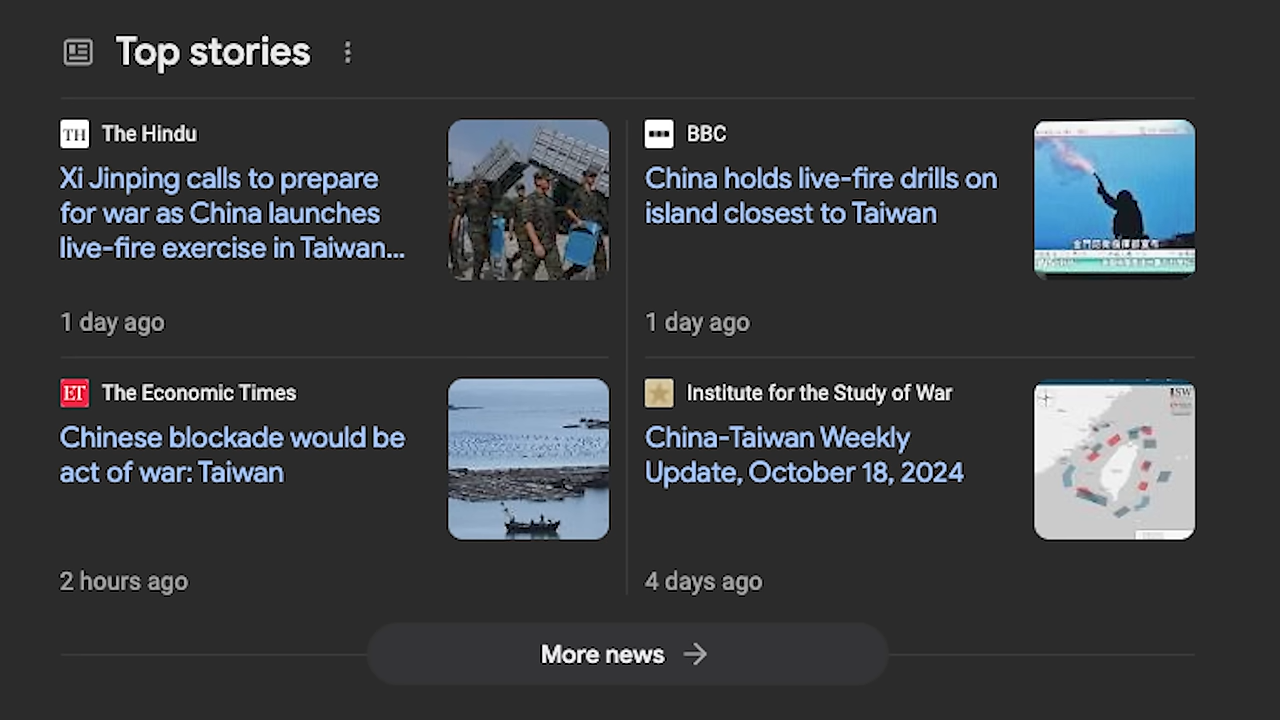 Top stories
TH The Hindu
Xi Jinping calls to prepare
for war as China launches
live-fire exercise in Taiwan...
1 day ago
BBC
China holds live-fire drills on
island closest to Taiwan
1 day ago
ET The Economic Times
Chinese blockade would be
act of war: Taiwan
2 hours ago
Institute for the Study of War
China-Taiwan Weekly
Update, October 18, 2024
ISW
4 days ago
More news